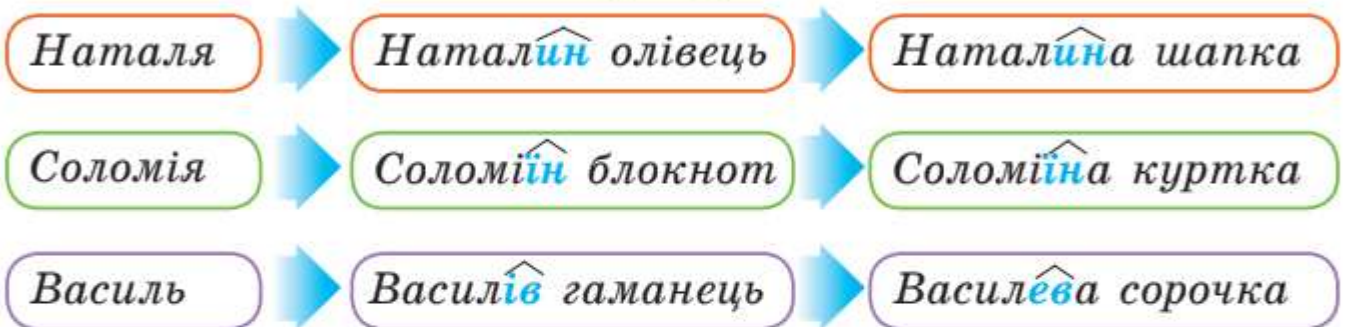 Наталя Наталин олівець Наталина шапка
Соломія Соломіїн блокнот Соломіїна куртка
Василь Василів гаманець Василева сорочка